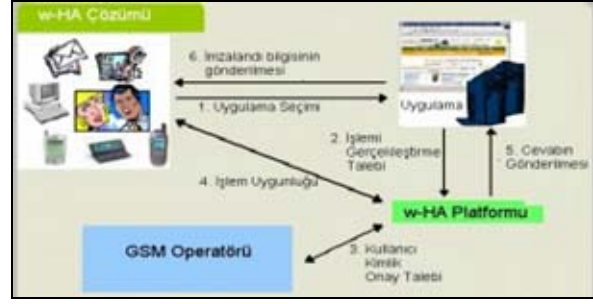 w-HA Çözümü
6. İmzalandı bilgisinin
gönderilmesi
1. Uygulama Seçimi
Uygulama
2. İşlemi
Gerçekleştirme
Talebi
5. Cevabın
Gönderilmesi
4. İşlem Uygunluğu
w-HA Platformu
GSM Operatörü
3. Kullanıcı
Kimlik
Onay Talebi